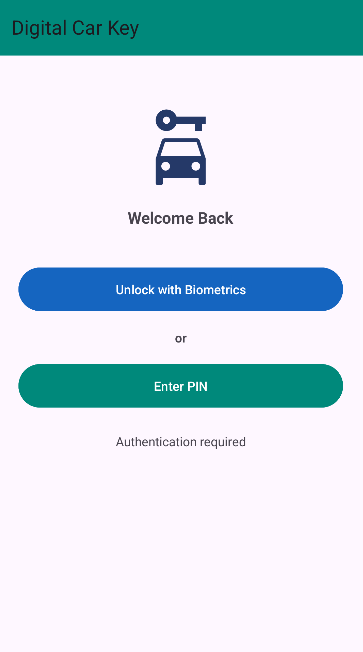 Digital Car Key
Welcome Back
Unlock with Biometrics
or
Enter PIN
Authentication required